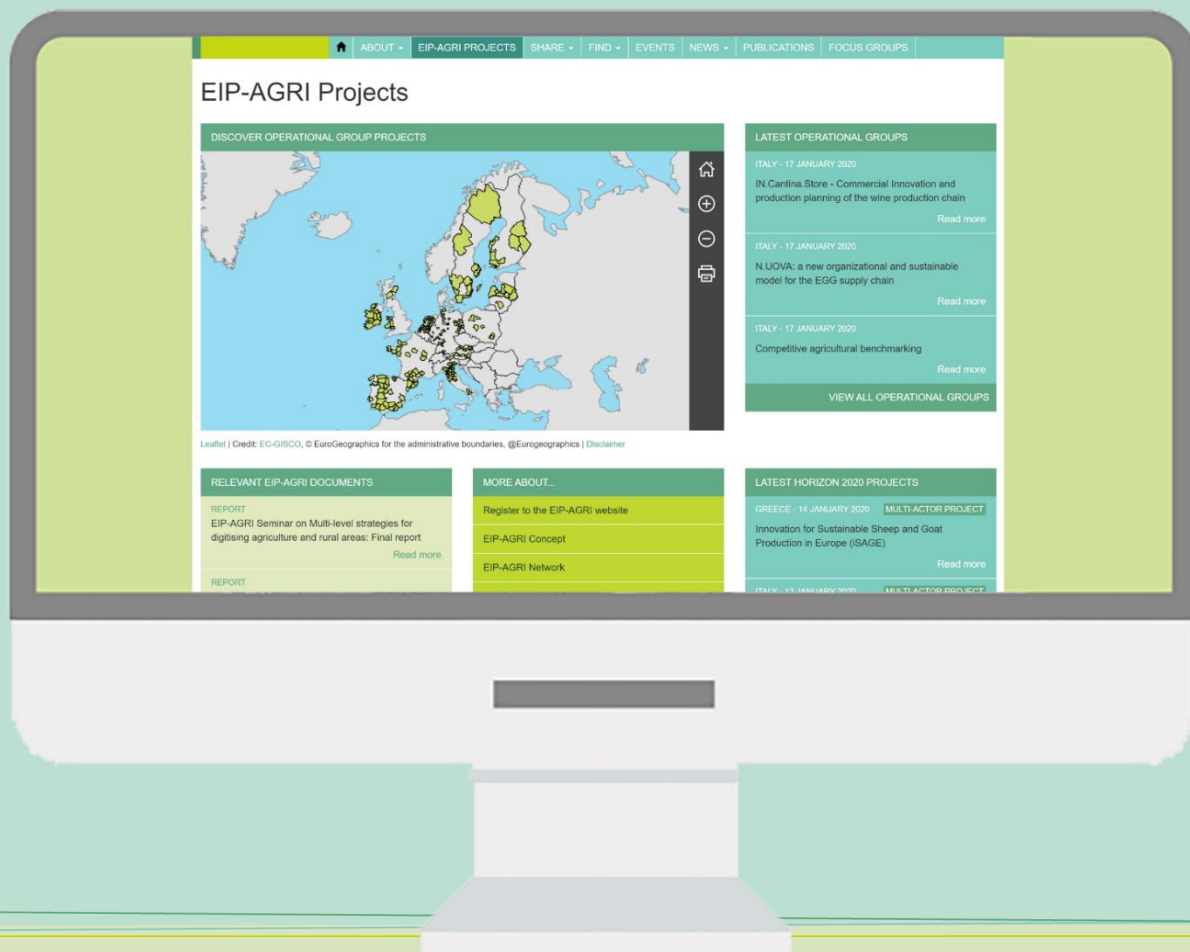 ABOUT EIP-AGRI PROJECTS SHARE FIND EVENTS NEWS PUBLICATIONS FOCUS GROUPS
EIP-AGRI Projects
DISCOVER OPERATIONAL GROUP PROJECTS
Leaflet | Credit: EC-GISCO, © EuroGeographics for the administrative boundaries, @Eurogeographics | Disclaimer
LATEST OPERATIONAL GROUPS
ITALY - 17 JANUARY 2020
IN.Cantina.Store - Commercial Innovation and
production planning of the wine production chain
Read more
ITALY - 17 JANUARY 2020
N.UOVA: a new organizational and sustainable
model for the EGG supply chain
Read more
ITALY - 17 JANUARY 2020
Competitive agricultural benchmarking
Read more
VIEW ALL OPERATIONAL GROUPS
RELEVANT EIP-AGRI DOCUMENTS
REPORT
EIP-AGRI Seminar on Multi-level strategies for
digitising agriculture and rural areas: Final report
Read more
REPORT
MORE ABOUT...
Register to the EIP-AGRI website
EIP-AGRI Concept
EIP-AGRI Network
LATEST HORIZON 2020 PROJECTS
GREECE - 14 JANUARY 2020 MULTI-ACTOR PROJECT
Innovation for Sustainable Sheep and Goat
Production in Europe (iSAGE)
Read more
ITALY - 13 JANUARY 2020 MULTI-ACTOR PROJECT